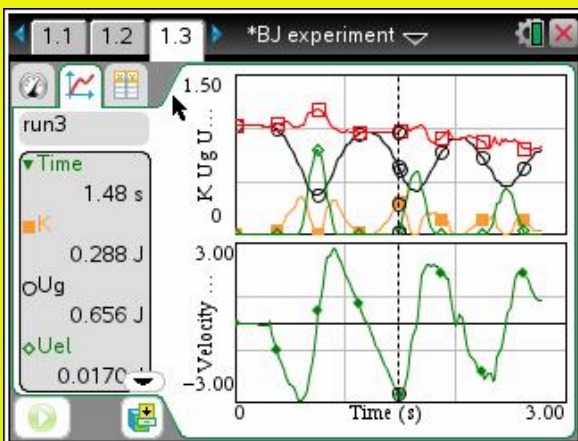 1.1 1.2 1.3 *BJ experiment
run3
Time
1.48 s
K
0.288 J
Ug
0.656 J
Uel
0.0170
1.50
K Ug U ...
0
3.00
Velocity ...
-3.00
0 Time (s) 3.00